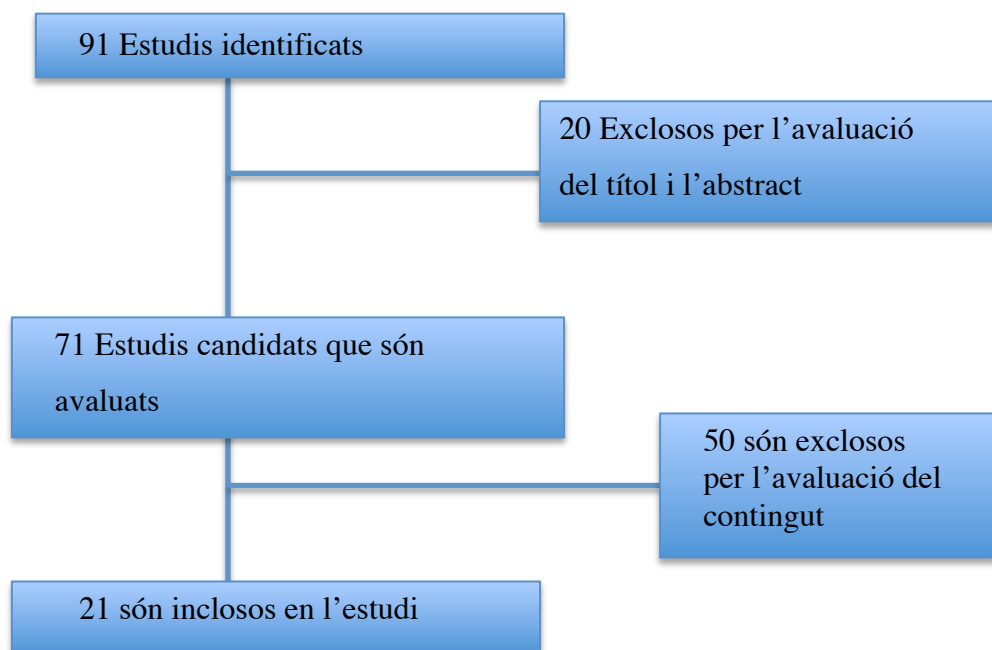 91 Estudis identificats
20 Exclosos per l’avaluació
del títol i l’abstract
71 Estudis candidats que són
avaluats
50 són exclosos
per l’avaluació del
contingut
21 són inclosos en l’estudi